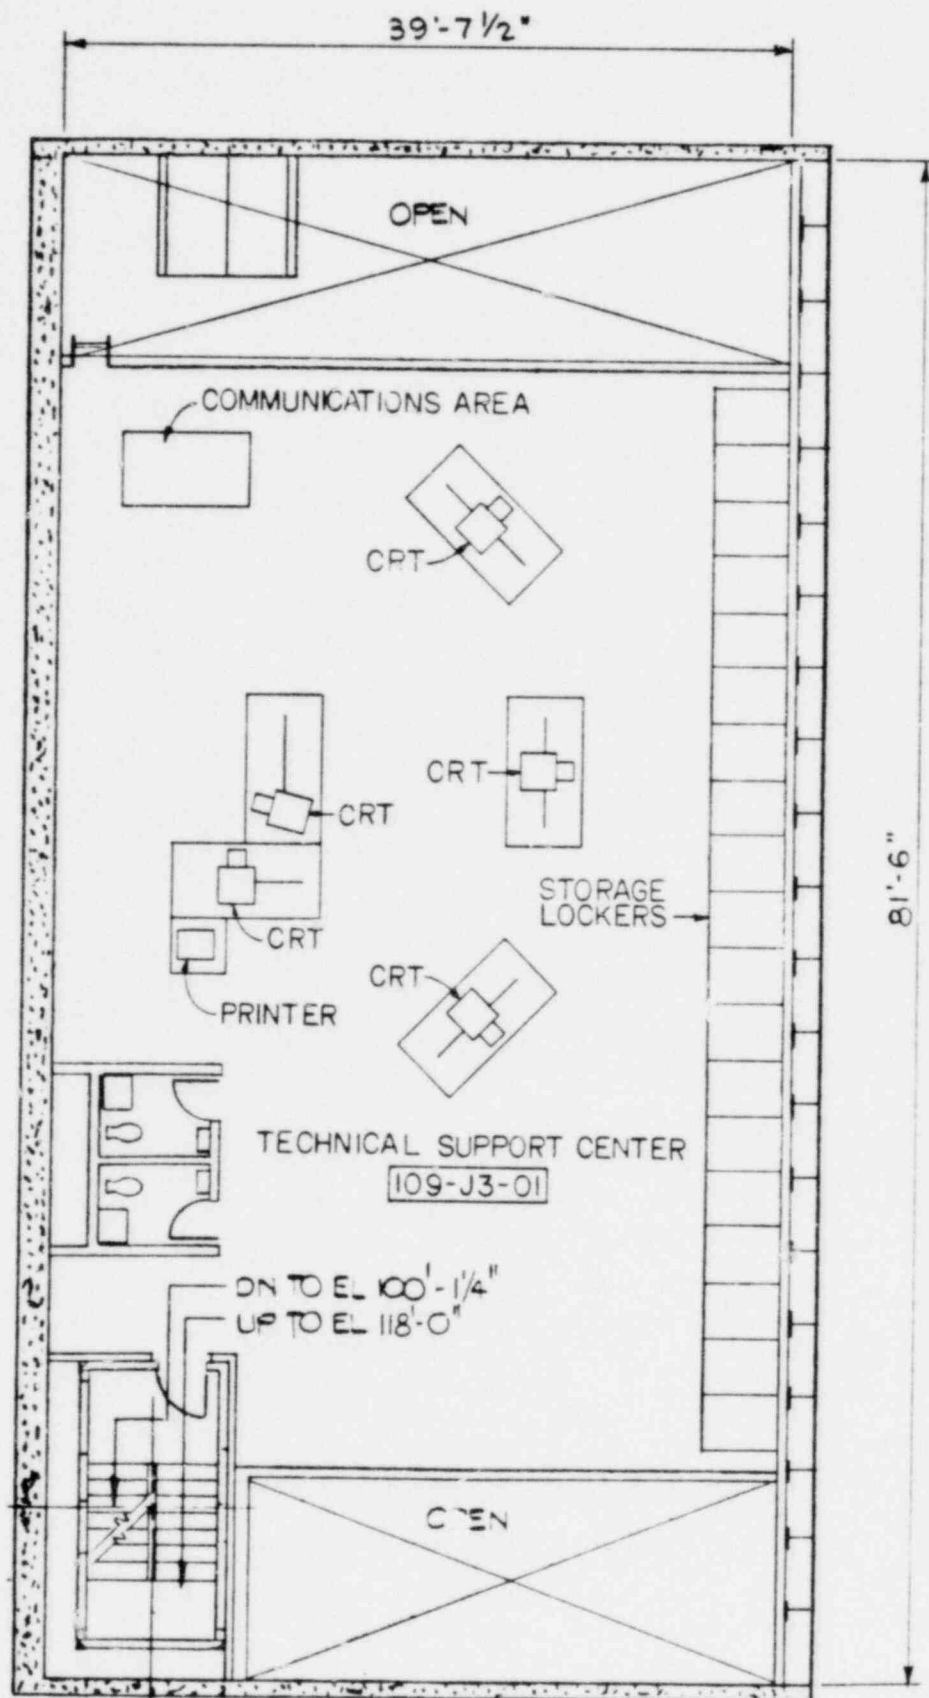 39'-7 1/2"
OPEN
COMMUNICATIONS AREA
CRT
CRT
CRT
81'-6"
STORAGE
LOCKERS
CRT
CRT
PRINTER
TECHNICAL SUPPORT CENTER
109-J3-01
DN TO EL 100'-1/4"
UP TO EL 118'-0"
OPEN